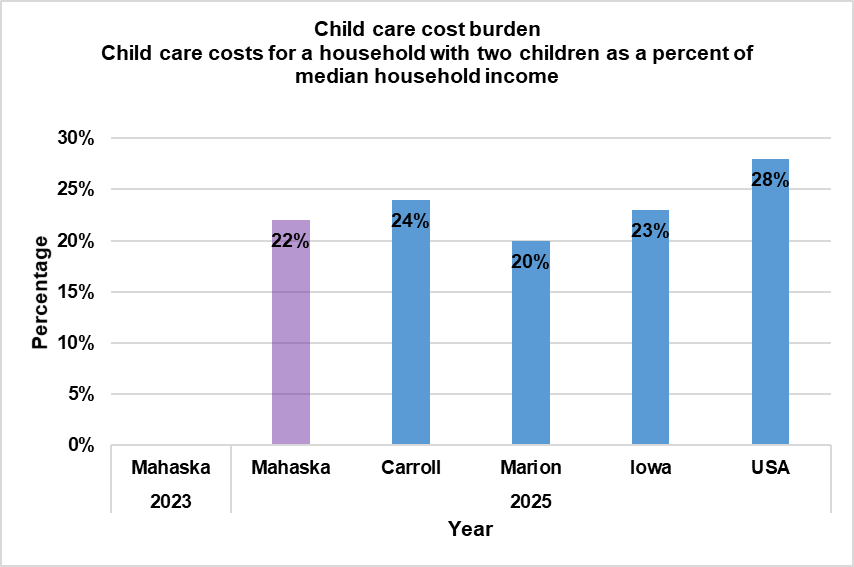 Child care cost burden
Child care costs for a household with two children as a percent of
median household income
30%
25%
20%
15%
10%
5%
0%
Percentage
22%
24%
20%
23%
28%
Mahaska Mahaska Carroll Marion Iowa USA
2023 2025
Year